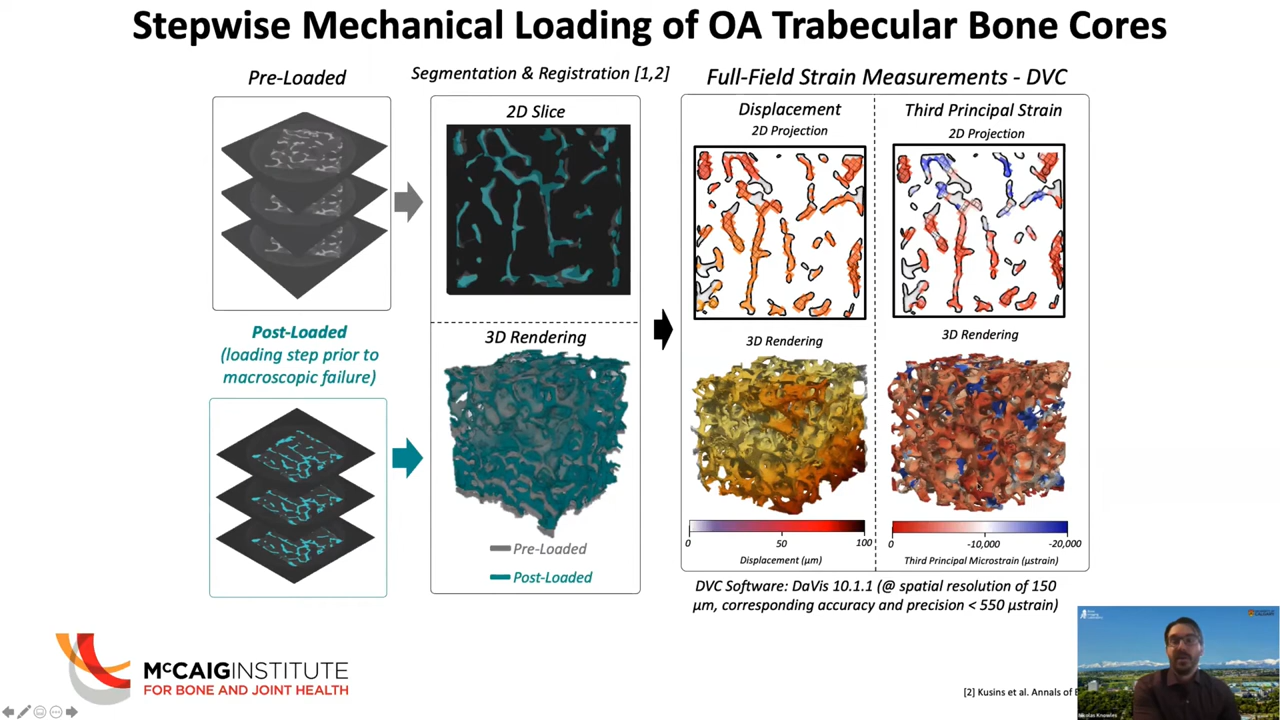 Stepwise Mechanical Loading of OA Trabecular Bone Cores
Pre-Loaded
Segmentation & Registration [1,2]
Full-Field Strain Measurements - DVC
2D Slice
Displacement
2D Projection
Third Principal Strain
2D Projection
Post-Loaded
(loading step prior to
macroscopic failure)
3D Rendering
3D Rendering
3D Rendering
Pre-Loaded
Post-Loaded
0 50 100
Displacement (µm)
0 -10,000 -20,000
Third Principal Microstrain (µstrain)
DVC Software: DaVis 10.1.1 (@ spatial resolution of 150
µm, corresponding accuracy and precision < 550 µstrain)
McCAIG INSTITUTE
FOR BONE AND JOINT HEALTH
[2] Kusins et al. Annals of
Nicolas Knowles